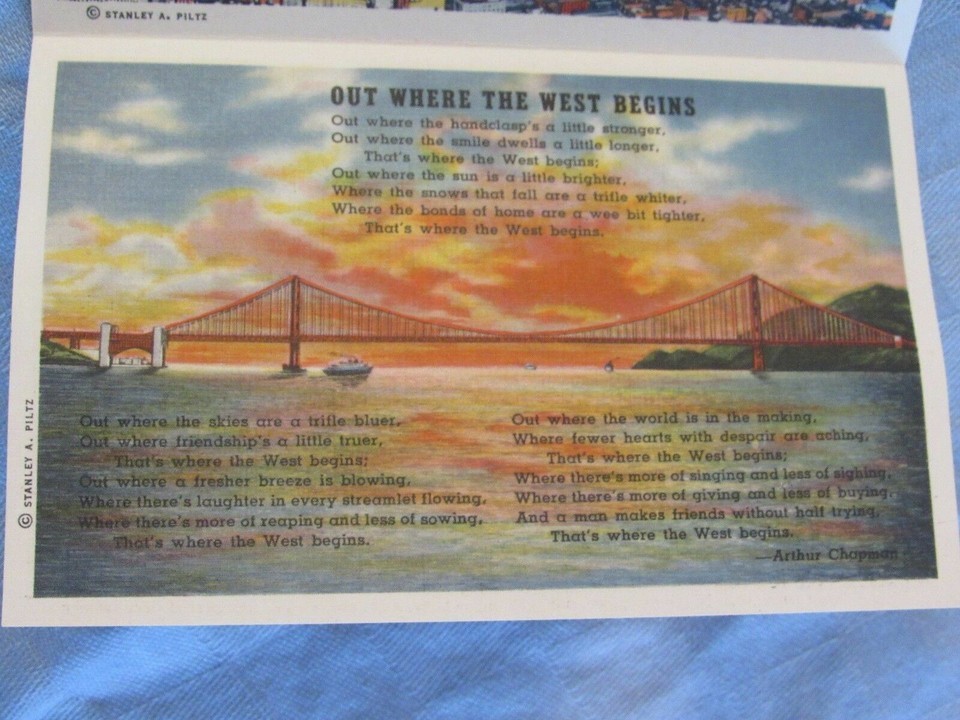 © STANLEY A. PILTZ
OUT WHERE THE WEST BEGINS
Out where the handclasp's a little stronger,
Out where the smile dwells a little longer,
That's where the West begins;
Out where the sun is a little brighter,
Where the snows that fall are a trifle whiter,
Where the bonds of home are a wee bit tighter,
That's where the West begins.
Out where the skies are a trifle bluer,
Out where friendship's a little truer,
That's where the West begins;
Out where a fresher breeze is blowing,
Where there's laughter in every streamlet flowing,
Where there's more of reaping and less of sowing,
That's where the West begins.
Out where the world is in the making,
Where fewer hearts with despair are aching,
That's where the West begins;
Where there's more of singing and less of sighing,
Where there's more of giving and less of buying,
And a man makes friends without half trying,
That's where the West begins.
—Arthur Chapman
© STANLEY A. PILTZ